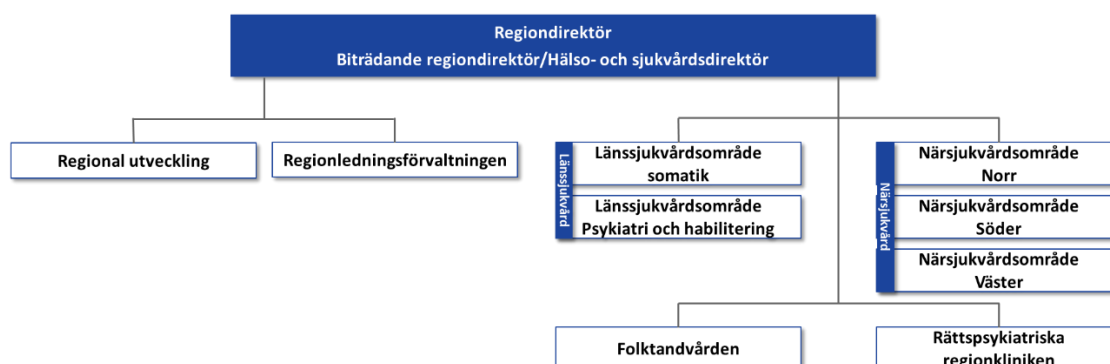 Regiondirektör
Biträdande regiondirektör/Hälso- och sjukvårdsdirektör
Regional utveckling
Regionledningsförvaltningen
Länssjukvård
Länssjukvårdsområde
somatik
Länssjukvårdsområde
Psykiatri och habilitering
Närsjukvård
Närsjukvårdsområde
Norr
Närsjukvårdsområde
Söder
Närsjukvårdsområde
Väster
Folktandvården
Rättspsykiatriska
regionkliniken